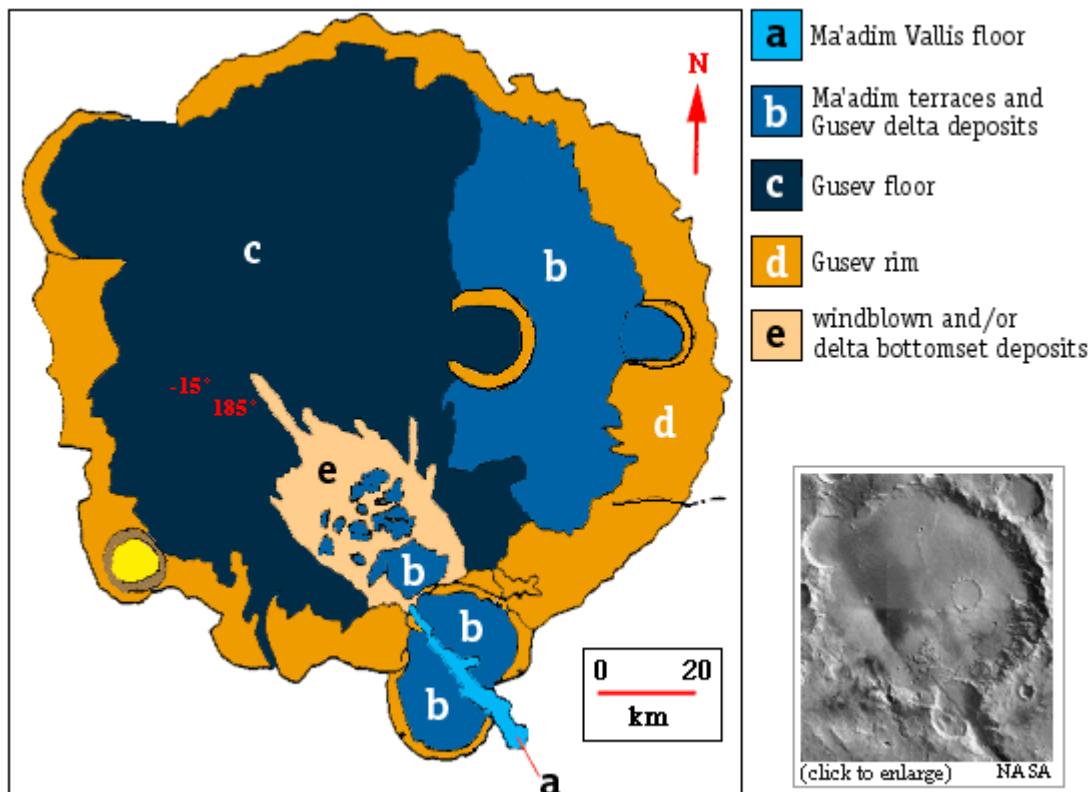 a Ma'adim Vallis floor
b Ma'adim terraces and
Gusev delta deposits
c Gusev floor
d Gusev rim
e windblown and/or
delta bottomset deposits
N
c
b
-15°
185°
d
e
b
b
b
a
0 20
km
(click to enlarge) NASA